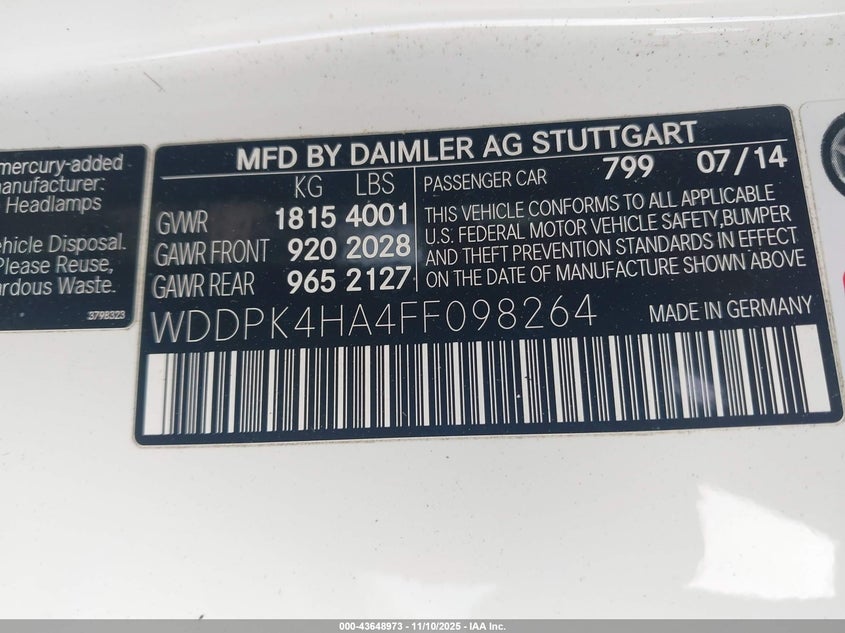 mercury-added
anufacturer:
Headlamps
hicle Disposal.
Please Reuse,
ardous Waste.
3798323
MFD BY DAIMLER AG STUTTGART
KG LBS
GVWR 1815 4001
GAWR FRONT 920 2028
GAWR REAR 965 2127
PASSENGER CAR 799 07/14
THIS VEHICLE CONFORMS TO ALL APPLICABLE
U.S. FEDERAL MOTOR VEHICLE SAFETY,BUMPER
AND THEFT PREVENTION STANDARDS IN EFFECT
ON THE DATE OF MANUFACTURE SHOWN ABOVE
WDDPK4HA4FF098264 MADE IN GERMANY
000-43648973 - 11/10/2025 - IAA Inc.